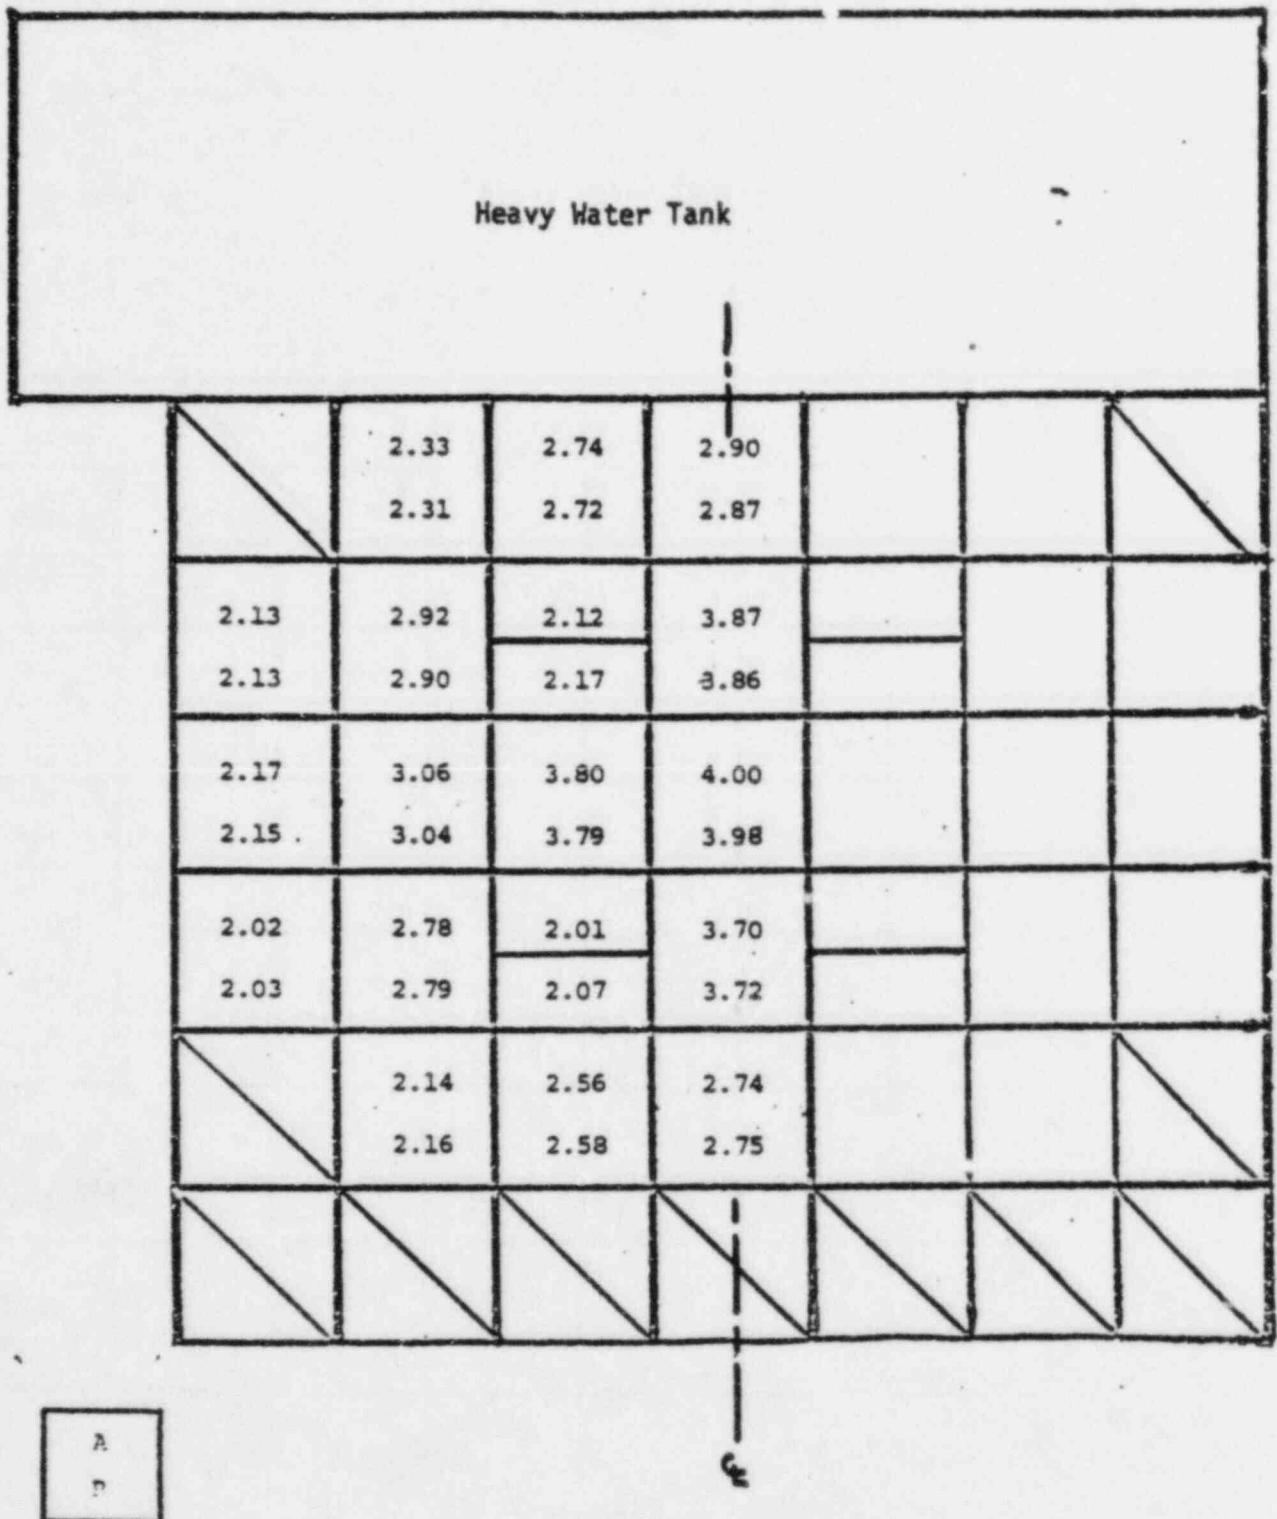 Heavy Water Tank
2.33 2.74 2.90
2.31 2.72 2.87
2.13 2.92 2.12 3.87
2.13 2.90 2.17 3.86
2.17 3.06 3.80 4.00
2.15 3.04 3.79 3.98
2.02 2.78 2.01 3.70
2.03 2.79 2.07 3.72
2.14 2.56 2.74
2.16 2.58 2.75
℄
A